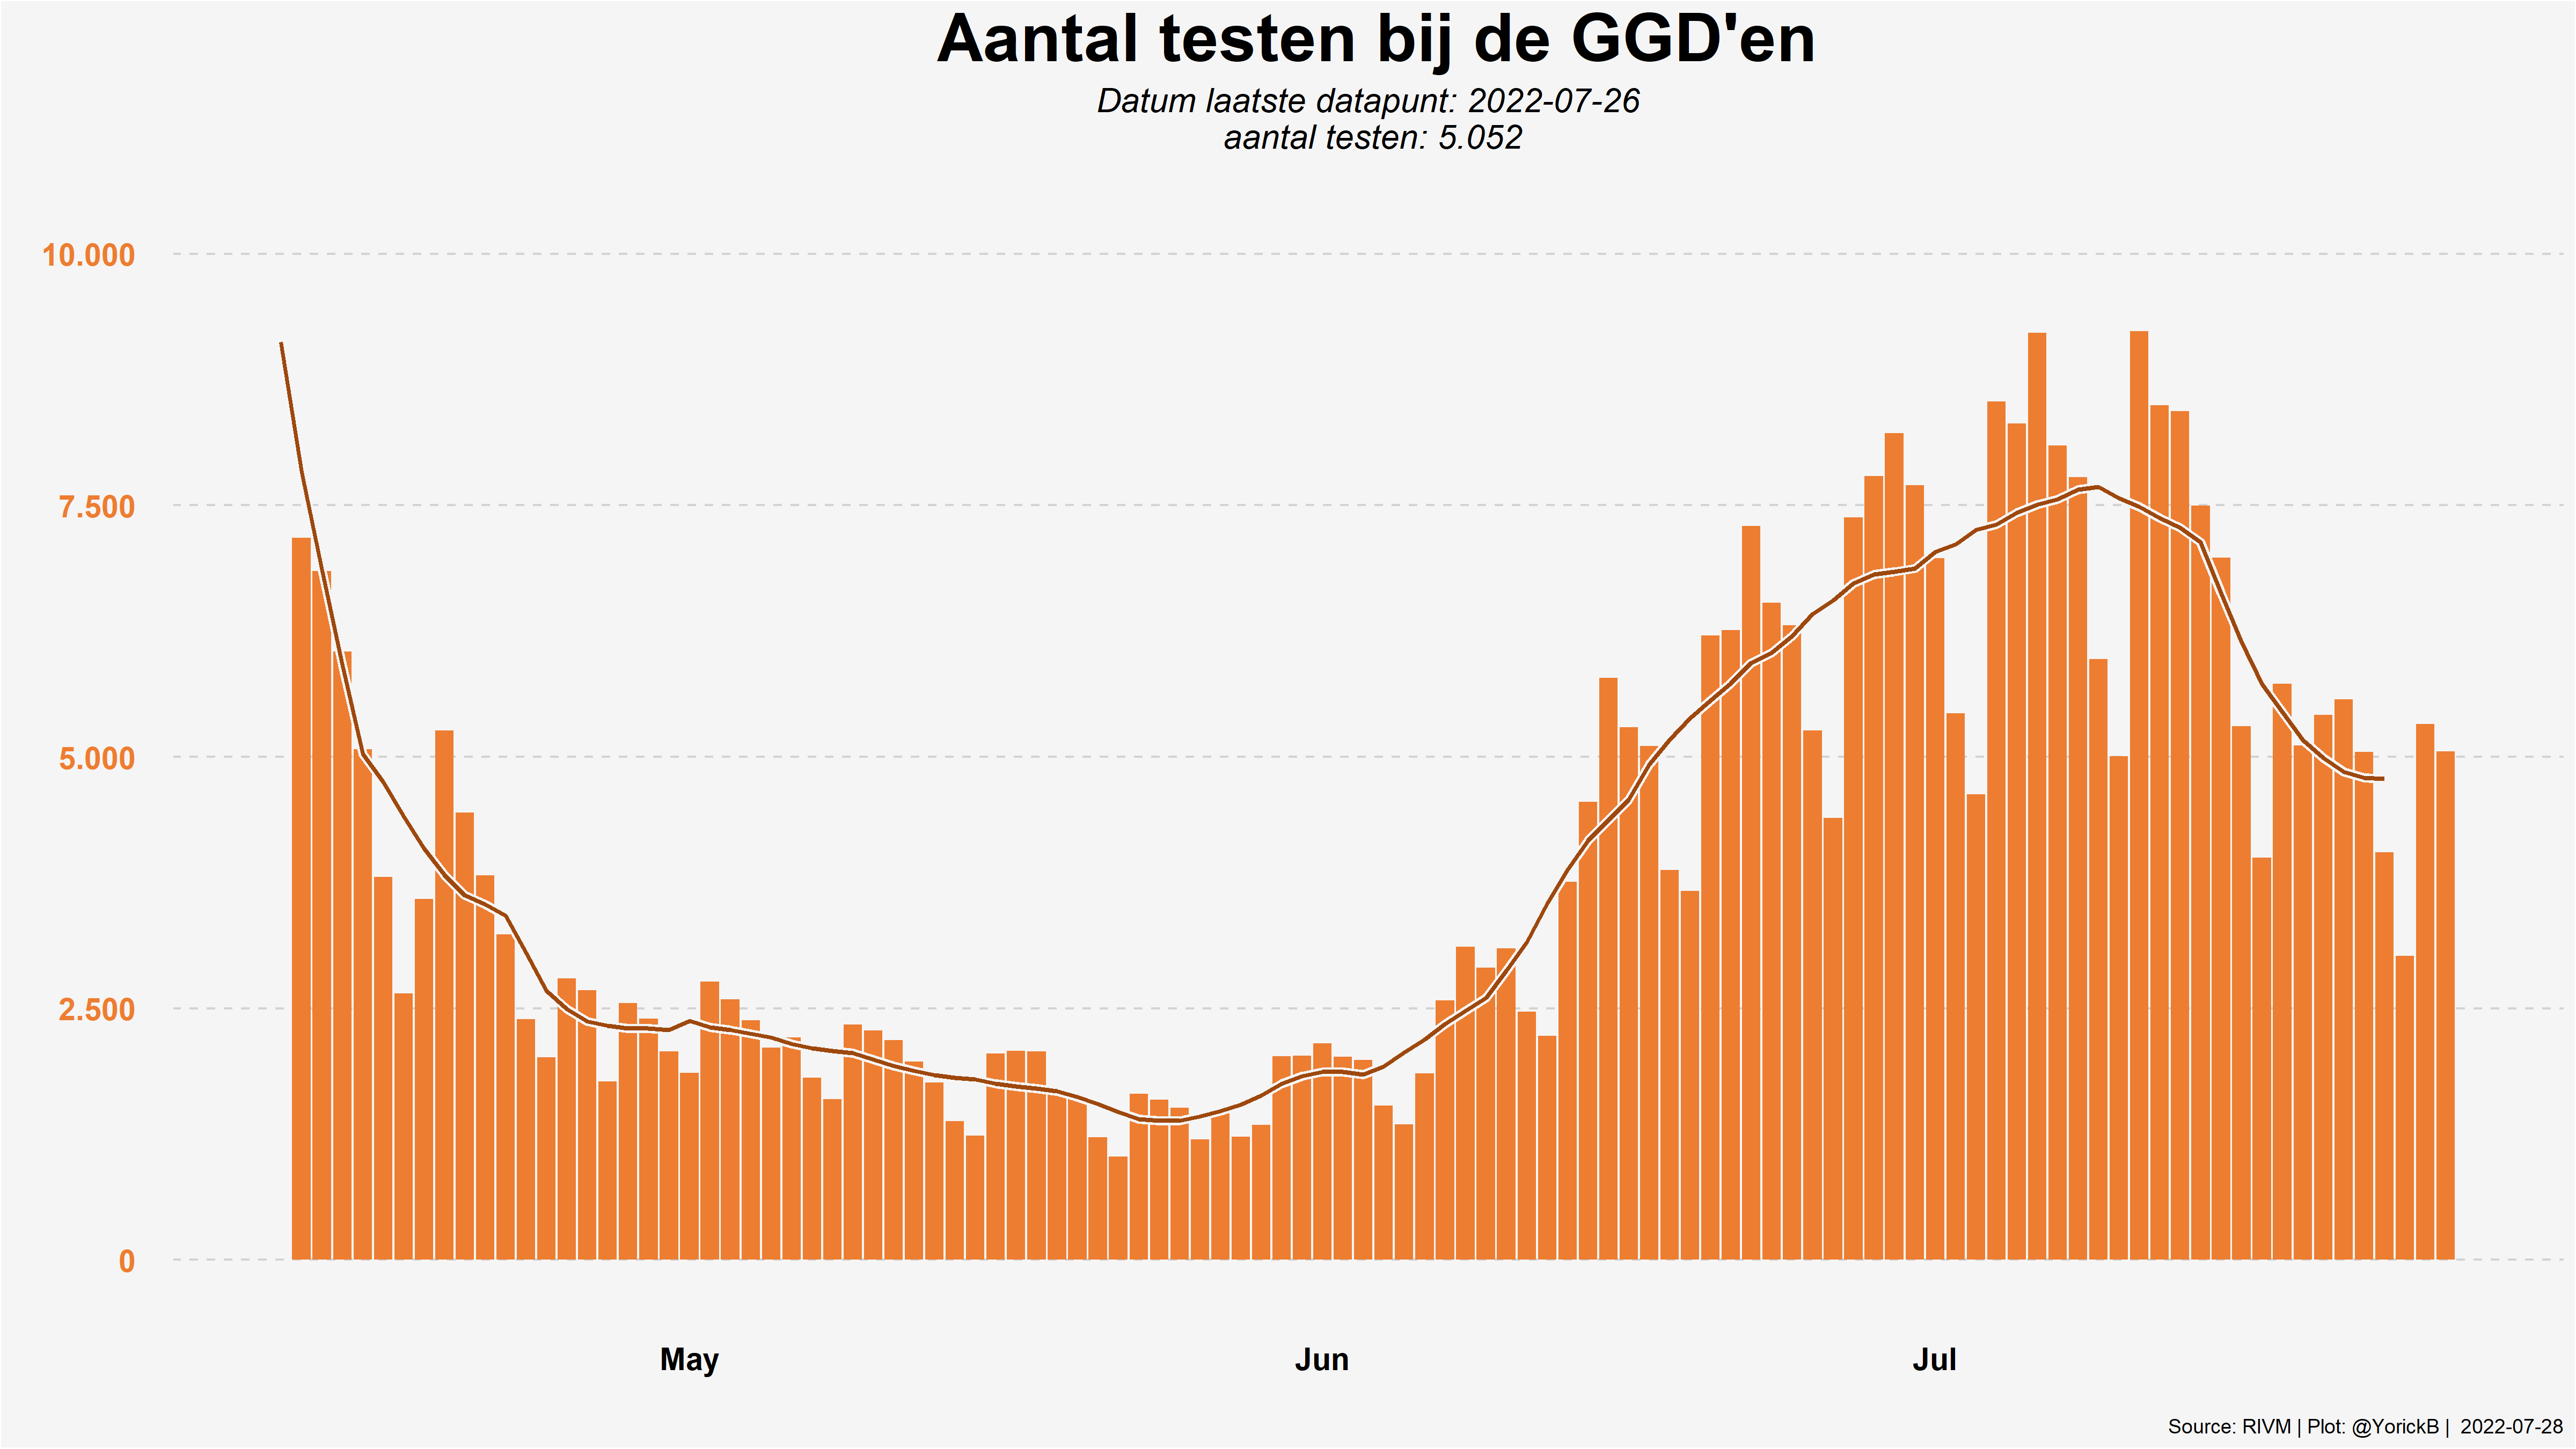 Aantal testen bij de GGD'en
Datum laatste datapunt: 2022-07-26
aantal testen: 5.052
10.000
7.500
5.000
2.500
0
May Jun Jul
Source: RIVM | Plot: @YorickB | 2022-07-28